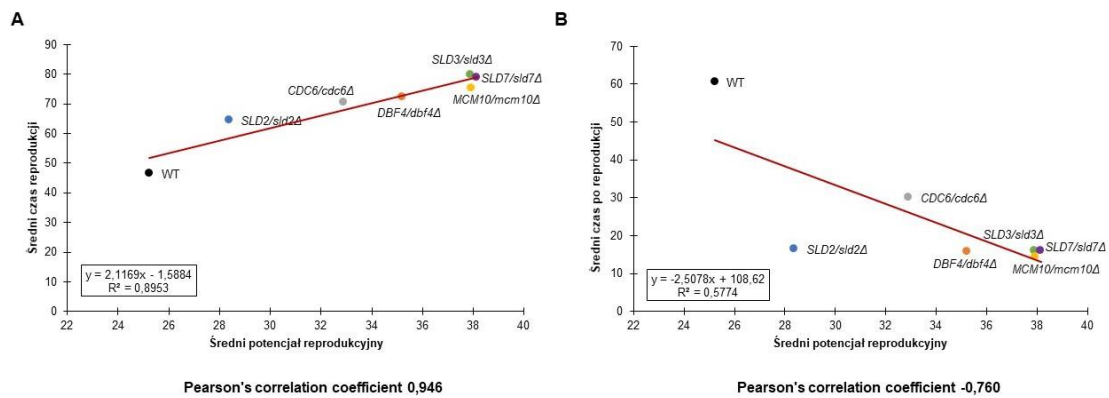 A
Średni czas reprodukcji
90
80
70
60
50
40
30
20
10
0
SLD3/sld3Δ
SLD7/sld7Δ
CDC6/cdc6Δ
MCM10/mcm10Δ
DBF4/dbf4Δ
SLD2/sld2Δ
WT
y = 2,1169x - 1,5884
R² = 0,8953
22 24 26 28 30 32 34 36 38 40
Średni potencjał reprodukcyjny
Pearson's correlation coefficient 0,946
B
Średni czas po reprodukcji
70
60
50
40
30
20
10
0
WT
CDC6/cdc6Δ
SLD3/sld3Δ
SLD2/sld2Δ
SLD7/sld7Δ
DBF4/dbf4Δ
MCM10/mcm10Δ
y = -2,5078x + 108,62
R² = 0,5774
22 24 26 28 30 32 34 36 38 40
Średni potencjał reprodukcyjny
Pearson's correlation coefficient -0,760